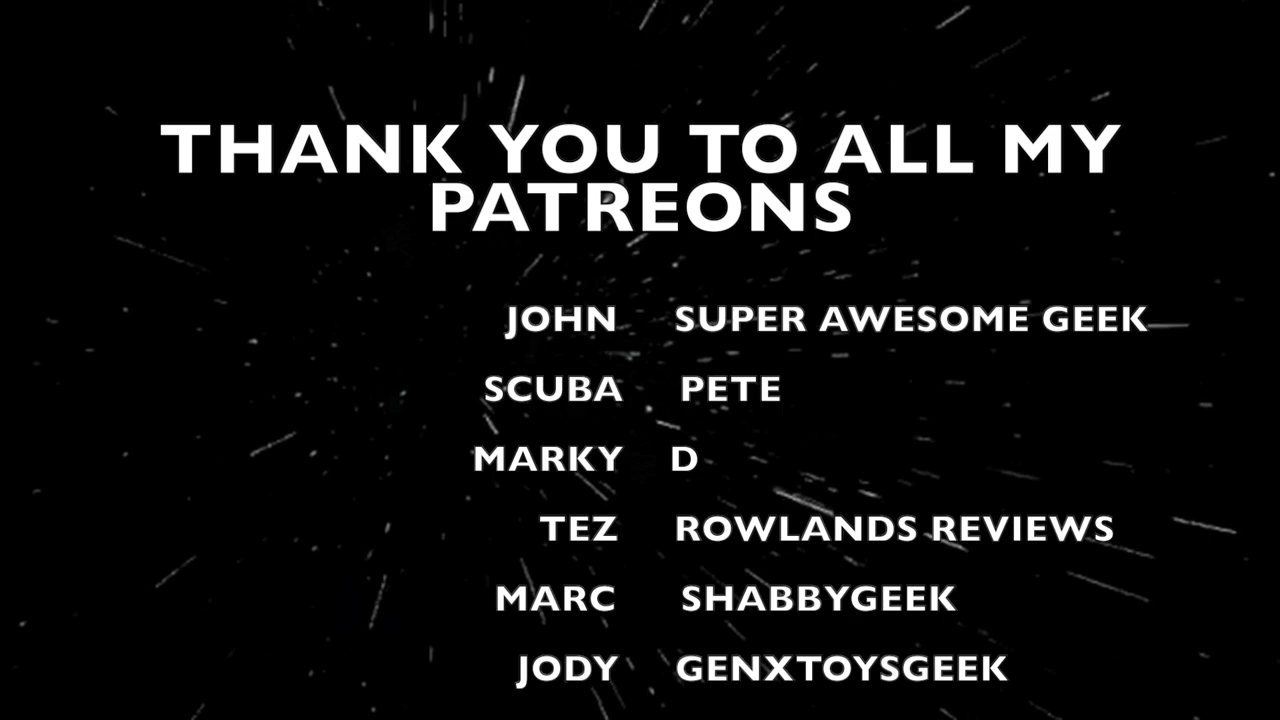 THANK YOU TO ALL MY
PATREONS
JOHN SUPER AWESOME GEEK
SCUBA PETE
MARKY D
TEZ ROWLANDS REVIEWS
MARC SHABBYGEEK
JODY GENXTOYSGEEK